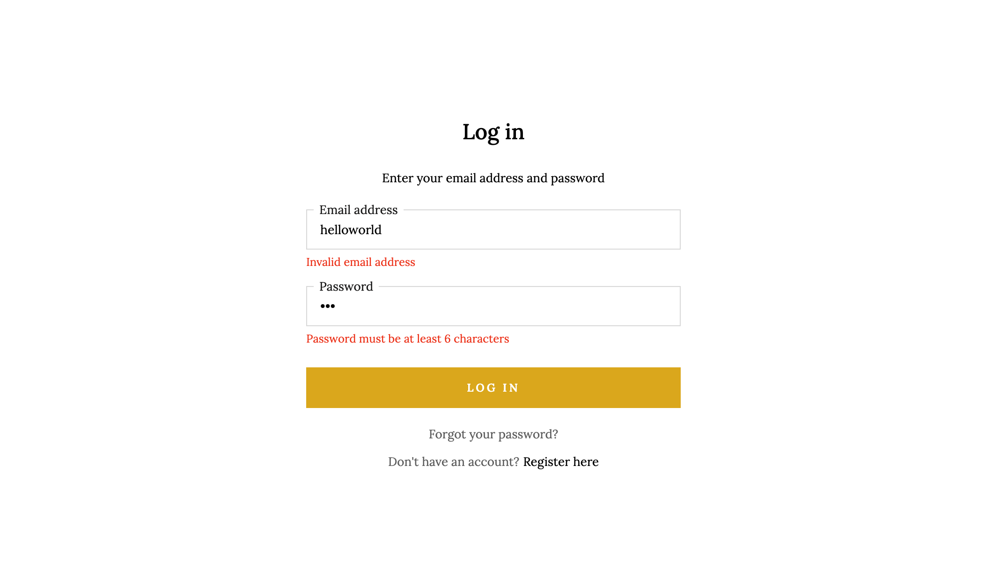 Log in
Enter your email address and password
Email address
helloworld
Invalid email address
Password
•••
Password must be at least 6 characters
LOG IN
Forgot your password?
Don't have an account? Register here